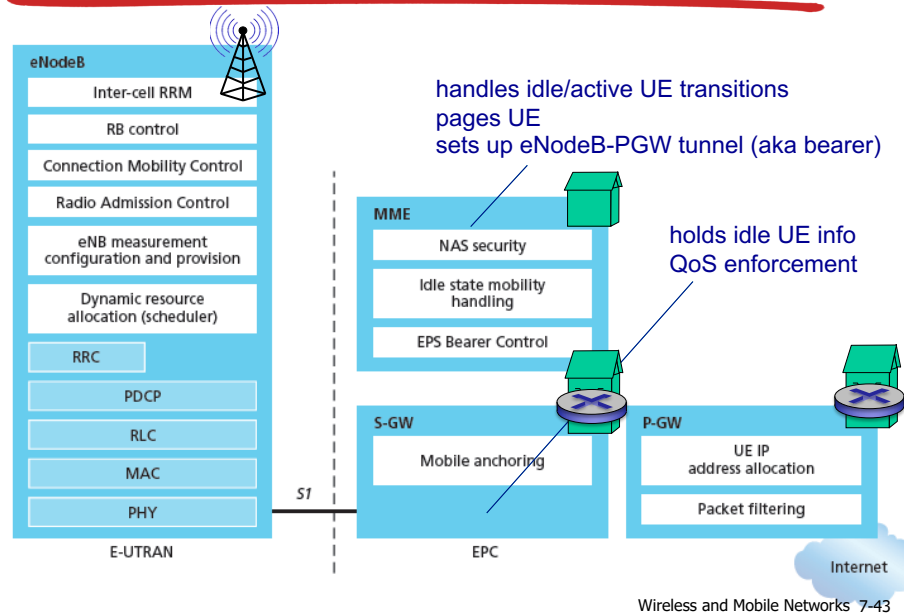 eNodeB
Inter-cell RRM
RB control
Connection Mobility Control
Radio Admission Control
eNB measurement
configuration and provision
Dynamic resource
allocation (scheduler)
RRC
PDCP
RLC
MAC
PHY
E-UTRAN
S1
handles idle/active UE transitions
pages UE
sets up eNodeB-PGW tunnel (aka bearer)
MME
NAS security
Idle state mobility
handling
EPS Bearer Control
holds idle UE info
QoS enforcement
S-GW
Mobile anchoring
EPC
P-GW
UE IP
address allocation
Packet filtering
Internet
Wireless and Mobile Networks 7-43